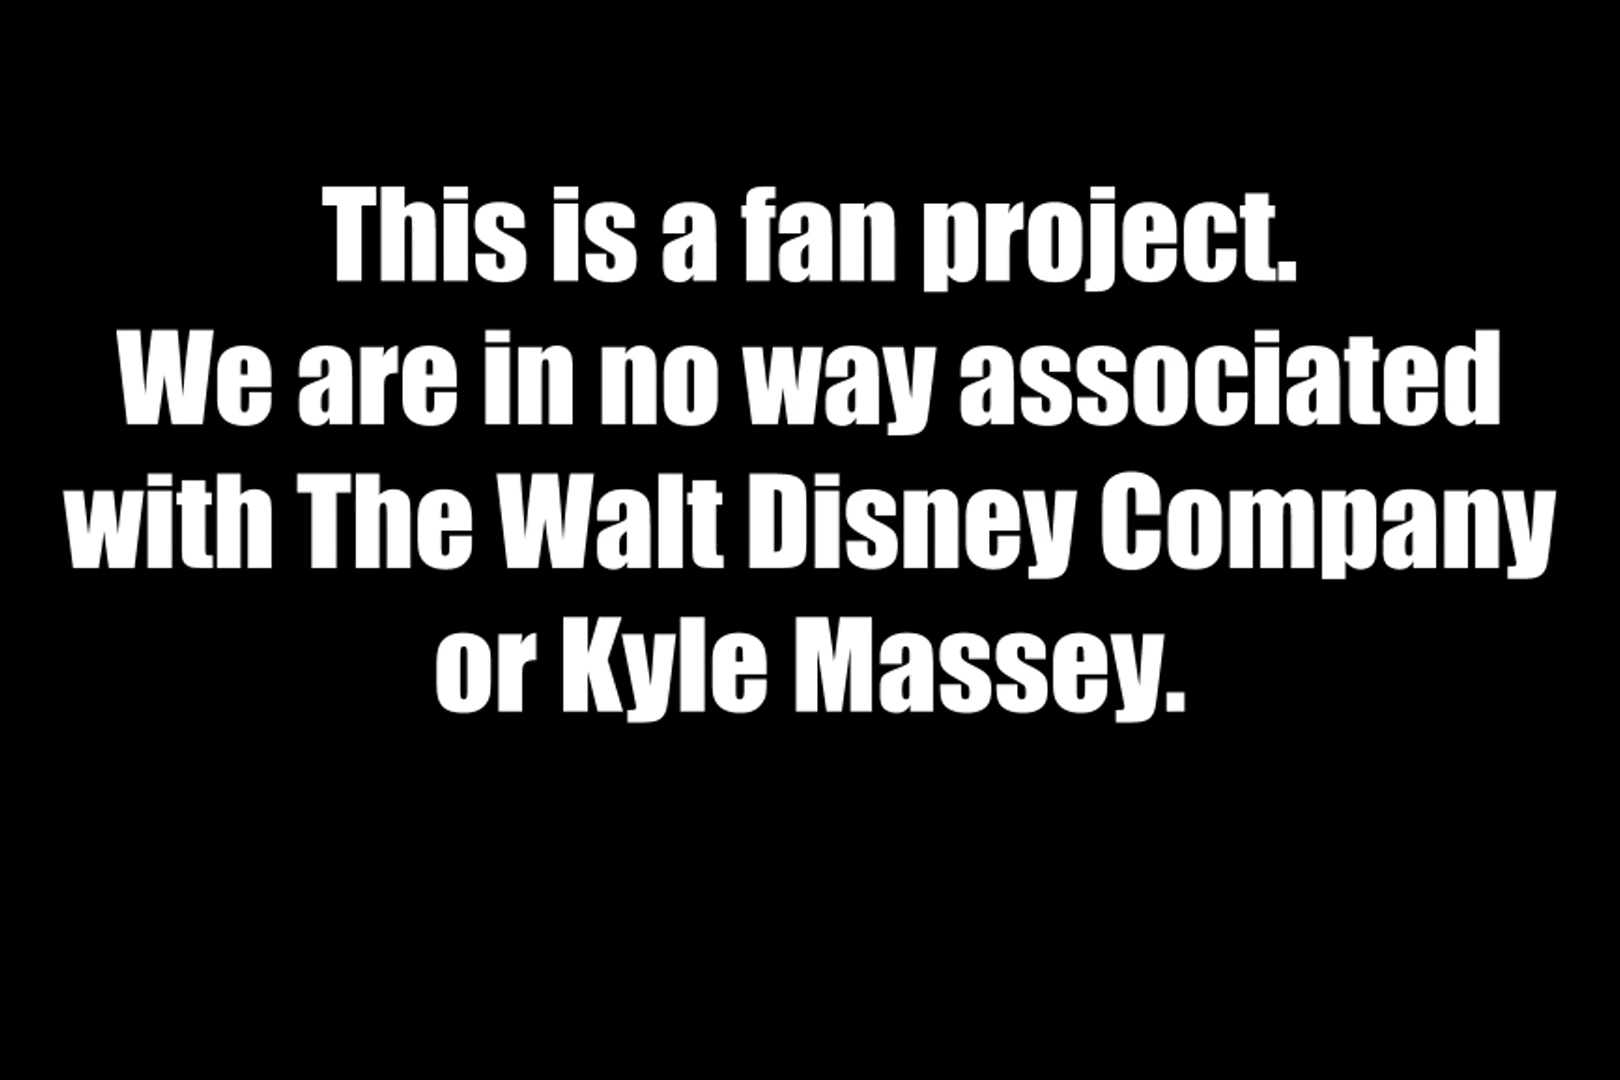 This is a fan project.
We are in no way associated
with The Walt Disney Company
or Kyle Massey.